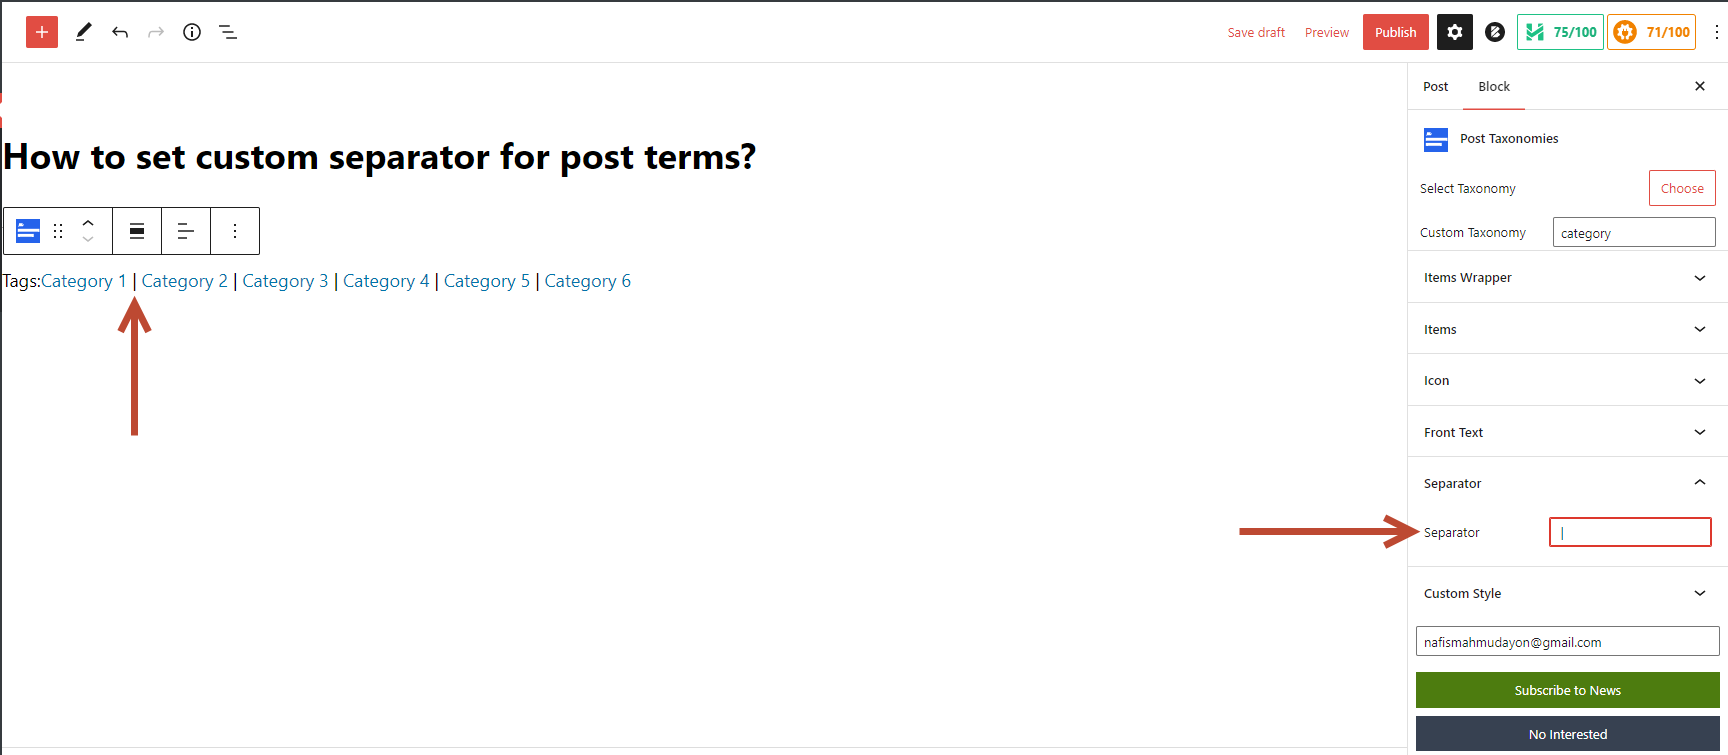 Save draft Preview Publish 75/100 71/100
Post Block
How to set custom separator for post terms?
Tags:Category 1 | Category 2 | Category 3 | Category 4 | Category 5 | Category 6
Post Taxonomies
Select Taxonomy Choose
Custom Taxonomy category
Items Wrapper
Items
Icon
Front Text
Separator
Separator |
Custom Style
nafismahmudayon@gmail.com
Subscribe to News
No Interested